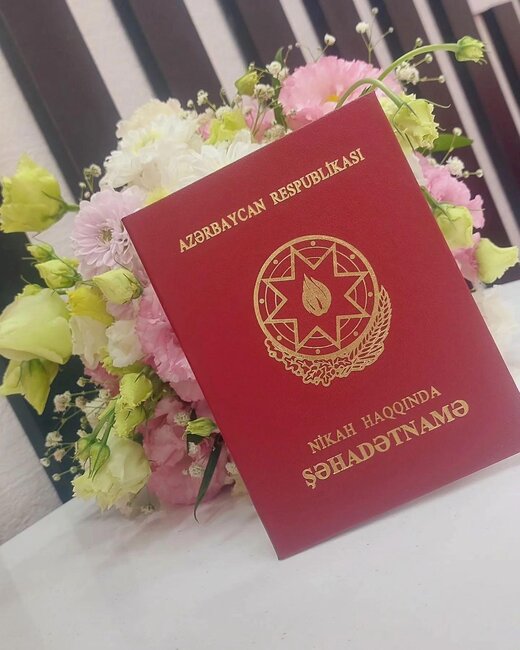 AZƏRBAYCAN RESPUBLİKASI
NİKAH HAQQINDA
ŞƏHADƏTNAMƏ